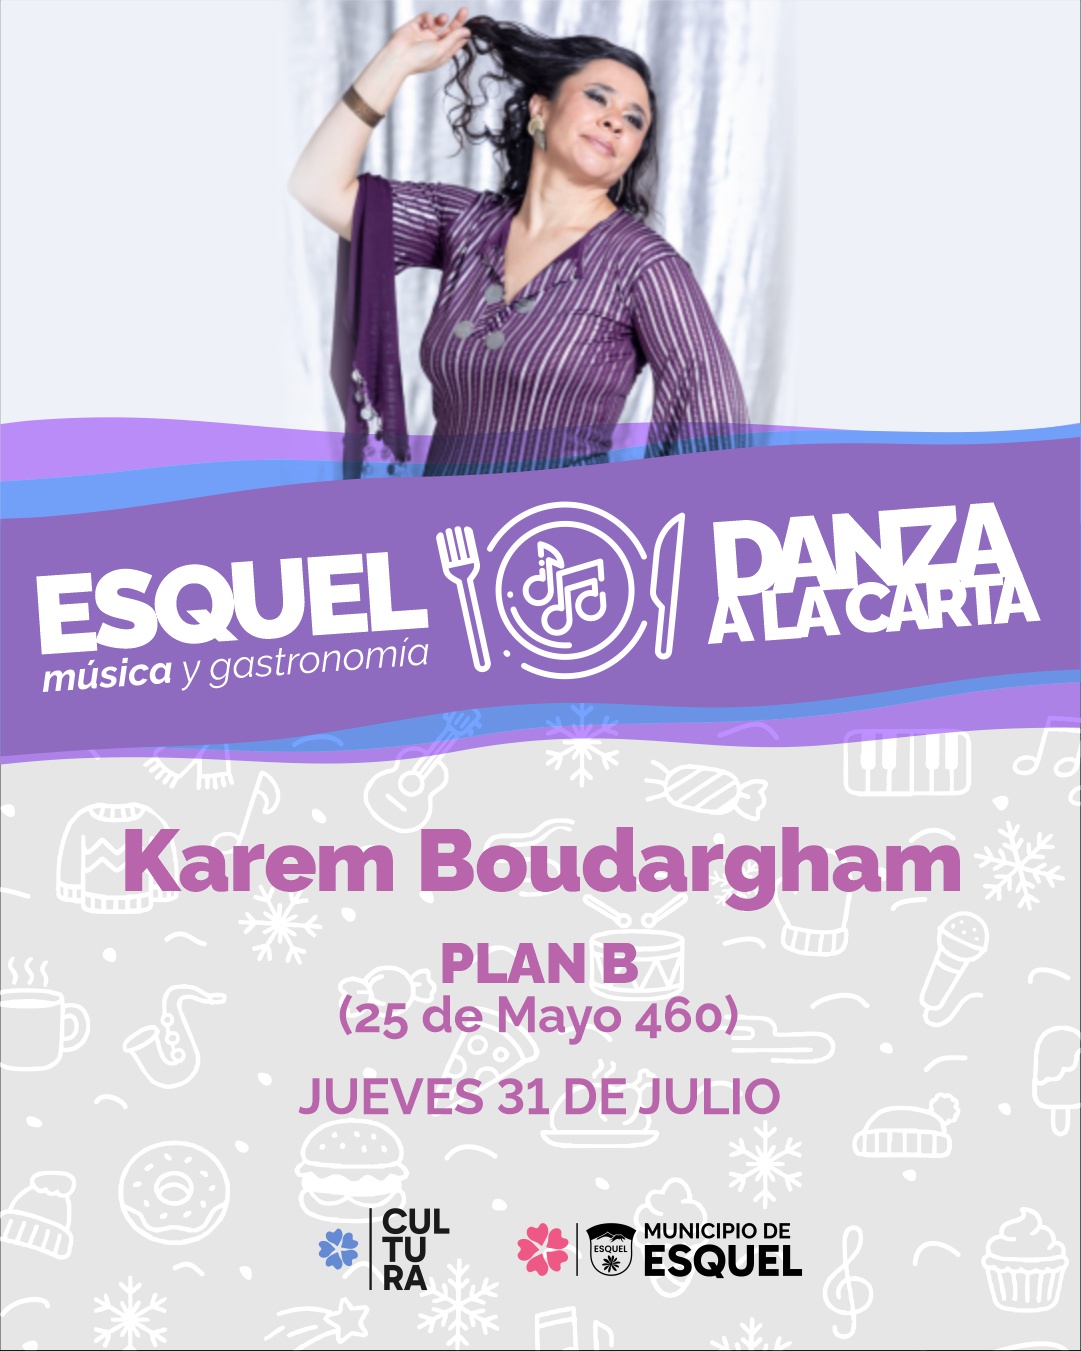 ESQUEL
música y gastronomía
DANZA
A LA CARTA
Karem Boudargham
PLAN B
(25 de Mayo 460)
JUEVES 31 DE JULIO
CUL
TU
RA
ESQUEL
MUNICIPIO DE
ESQUEL